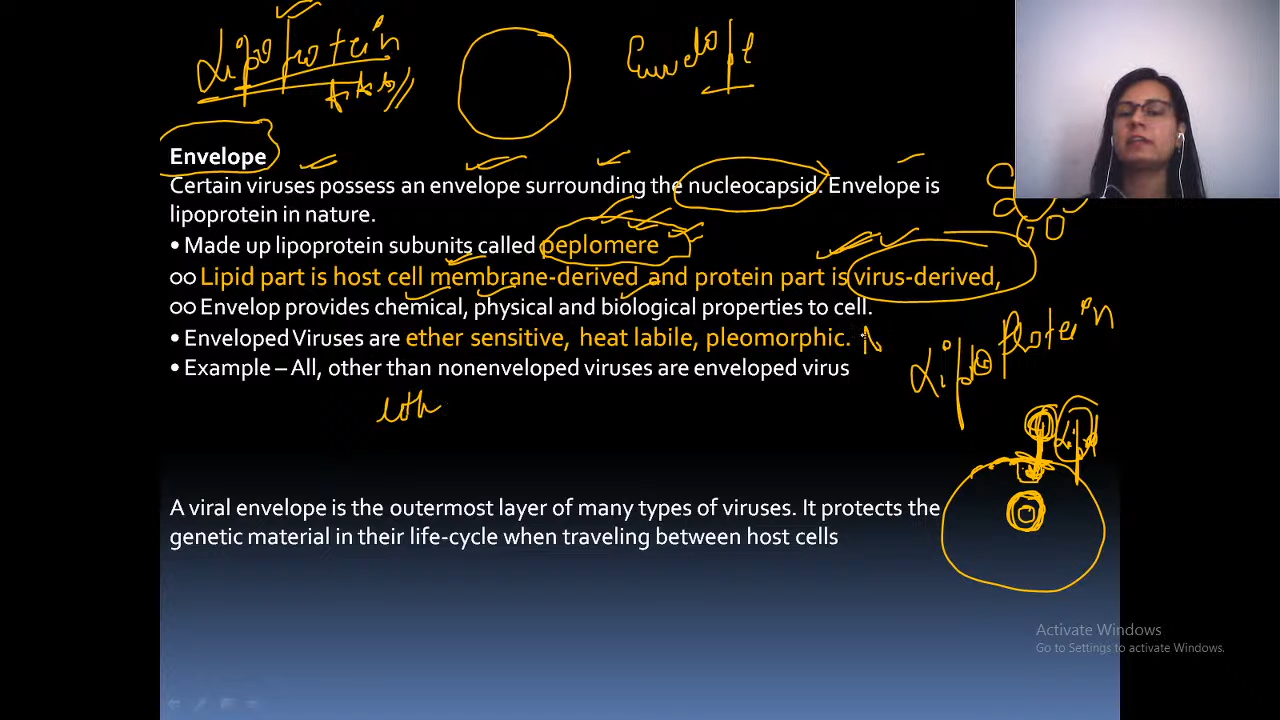 Lipoprotein
Envelope
Envelope
Certain viruses possess an envelope surrounding the nucleocapsid. Envelope is
lipoprotein in nature.
• Made up lipoprotein subunits called peplomere
oo Lipid part is host cell membrane-derived and protein part is virus-derived,
oo Envelop provides chemical, physical and biological properties to cell.
• Enveloped Viruses are ether sensitive, heat labile, pleomorphic.
• Example – All, other than nonenveloped viruses are enveloped virus
Lipoprotein
Lipid
A viral envelope is the outermost layer of many types of viruses. It protects the
genetic material in their life-cycle when traveling between host cells
Activate Windows
Go to Settings to activate Windows.